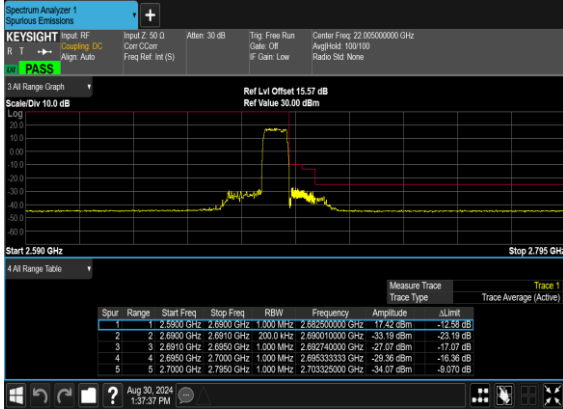 Spectrum Analyzer 1
Spurious Emissions
+
KEYSIGHT Input: RF Input Z: 50 Ω Atten: 30 dB Trig: Free Run Center Freq: 22.005000000 GHz
R T Coupling: DC Corr CCorr Gate: Off Avg|Hold: 100/100
Align: Auto Freq Ref: Int (S) IF Gain: Low Radio Std: None
PASS
3 All Range Graph
Ref Lvl Offset 15.57 dB
Scale/Div 10.0 dB Ref Value 30.00 dBm
Log
20.0
10.0
0.00
-10.0
-20.0
-30.0
-40.0
-50.0
-60.0
Start 2.590 GHz Stop 2.795 GHz
4 All Range Table
Measure Trace Trace 1
Trace Type Trace Average (Active)
Spur Range Start Freq Stop Freq RBW Frequency Amplitude ΔLimit
1 1 2.5900 GHz 2.6900 GHz 1.000 MHz 2.682500000 GHz 17.42 dBm -12.58 dB
2 2 2.6900 GHz 2.6910 GHz 200.0 kHz 2.690010000 GHz -33.19 dBm -23.19 dB
3 3 2.6910 GHz 2.6950 GHz 1.000 MHz 2.692740000 GHz -27.07 dBm -17.07 dB
4 4 2.6950 GHz 2.7000 GHz 1.000 MHz 2.695333333 GHz -29.36 dBm -16.36 dB
5 5 2.7000 GHz 2.7950 GHz 1.000 MHz 2.703325000 GHz -34.07 dBm -9.070 dB
?
Aug 30, 2024
1:37:37 PM